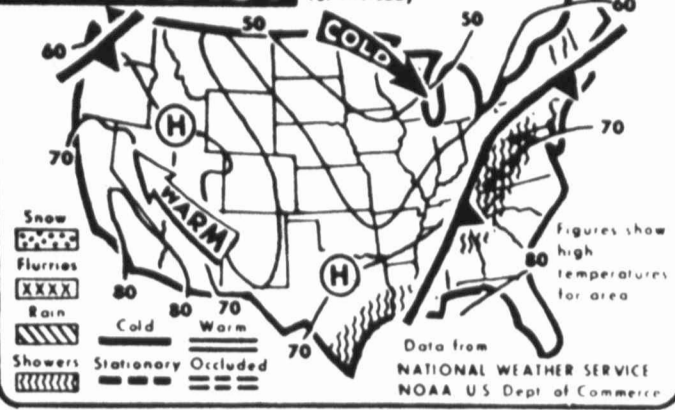 60
50
COLD
50
60
70
H
70
WARM
Snow
Flurries
XXXX
Rain
Showers
80
80
70
Cold
Warm
Stationary
Occluded
H
70
80
Figures show
high
temperatures
for area
Data from
NATIONAL WEATHER SERVICE
NOAA US Dept of Commerce